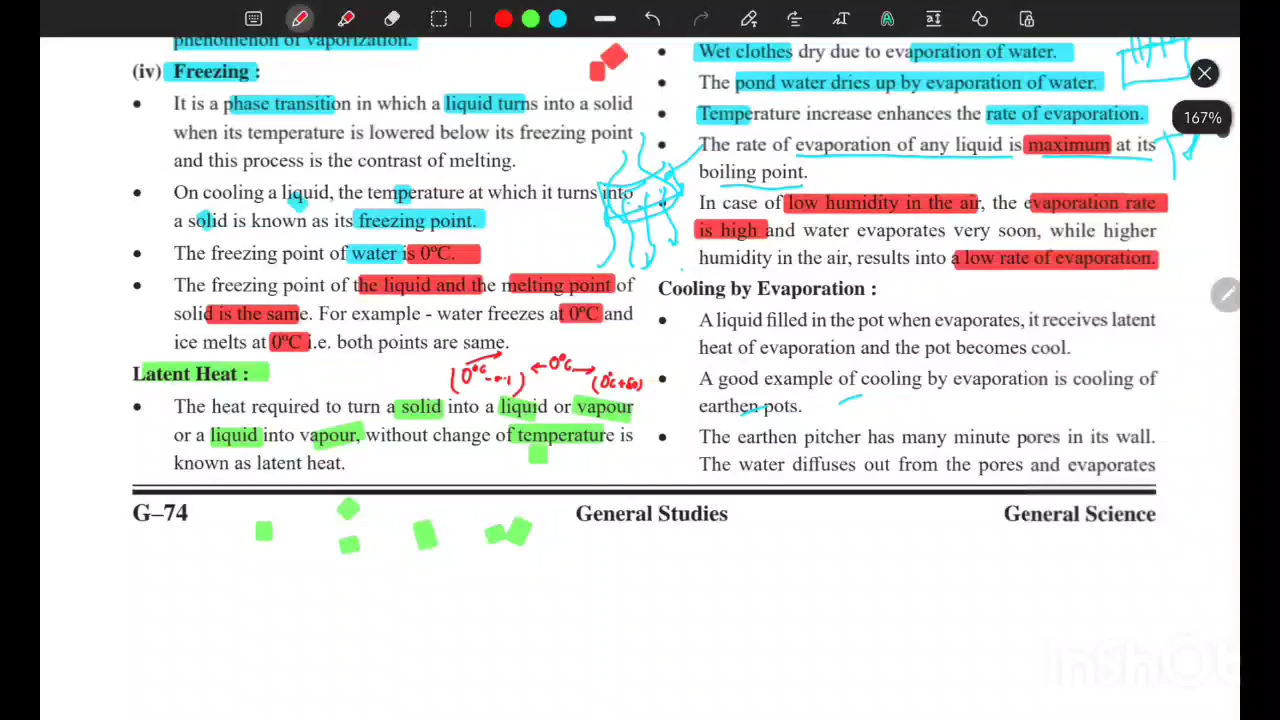 167%
phenomenon of vaporization.
(iv) Freezing :
• It is a phase transition in which a liquid turns into a solid
when its temperature is lowered below its freezing point
and this process is the contrast of melting.
• On cooling a liquid, the temperature at which it turns into
a solid is known as its freezing point.
• The freezing point of water is 0ºC.
• The freezing point of the liquid and the melting point of
solid is the same. For example - water freezes at 0ºC and
ice melts at 0ºC i.e. both points are same.
Latent Heat :
• The heat required to turn a solid into a liquid or vapour
or a liquid into vapour, without change of temperature is
known as latent heat.
• Wet clothes dry due to evaporation of water.
• The pond water dries up by evaporation of water.
• Temperature increase enhances the rate of evaporation.
• The rate of evaporation of any liquid is maximum at its
boiling point.
• In case of low humidity in the air, the evaporation rate
is high and water evaporates very soon, while higher
humidity in the air, results into a low rate of evaporation.
Cooling by Evaporation :
• A liquid filled in the pot when evaporates, it receives latent
heat of evaporation and the pot becomes cool.
• A good example of cooling by evaporation is cooling of
earthen pots.
• The earthen pitcher has many minute pores in its wall.
The water diffuses out from the pores and evaporates
G–74 General Studies General Science
InShOt